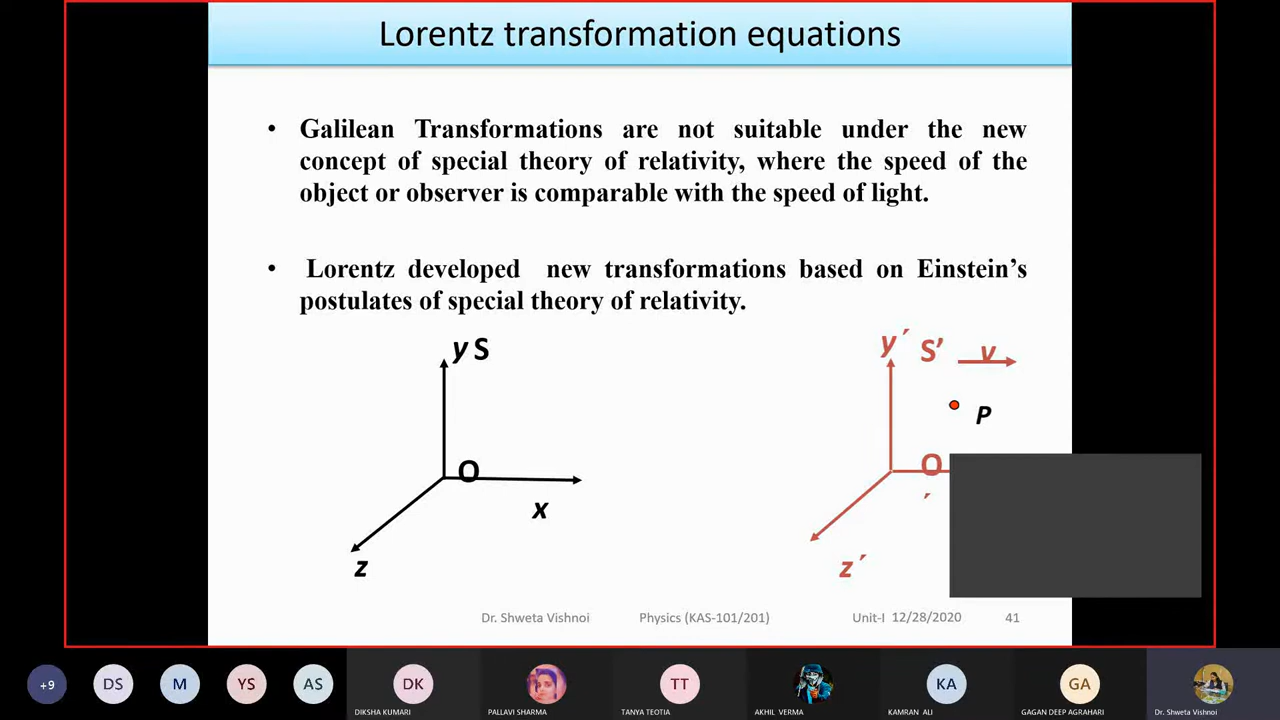 Lorentz transformation equations
• Galilean Transformations are not suitable under the new
concept of special theory of relativity, where the speed of the
object or observer is comparable with the speed of light.
• Lorentz developed new transformations based on Einstein’s
postulates of special theory of relativity.
y S
y´ S’ v
P
O
O
´
x
z
z´
Dr. Shweta Vishnoi Physics (KAS-101/201) Unit-I 12/28/2020 41
+9 DS M YS AS DK TT KA GA
DIKSHA KUMARI PALLAVI SHARMA TANYA TEOTIA AKHIL VERMA KAMRAN ALI GAGAN DEEP AGRAHARI Dr. Shweta Vishnoi